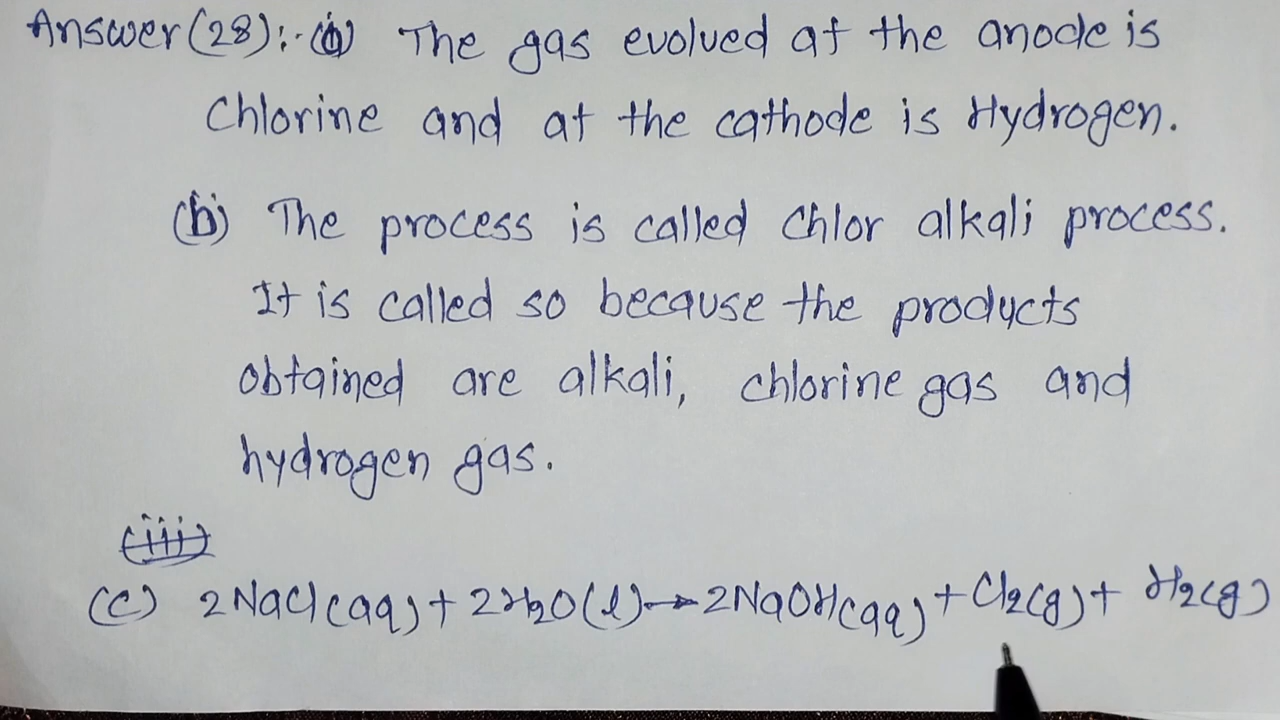 Answer (28):- (a) The gas evolved at the anode is
Chlorine and at the cathode is Hydrogen.
(b) The process is called Chlor alkali process.
It is called so because the products
obtained are alkali, chlorine gas and
hydrogen gas.
(iii)
(C) 2NaCl(aq) + 2H₂O(l) → 2NaOH(aq) + Cl₂(g) + H₂(g)